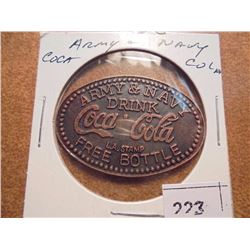 ARMY & NAVY
COCA COLA
ARMY & NAVY
DRINK
Coca-Cola
L.A. STAMP
FREE BOTTLE
223